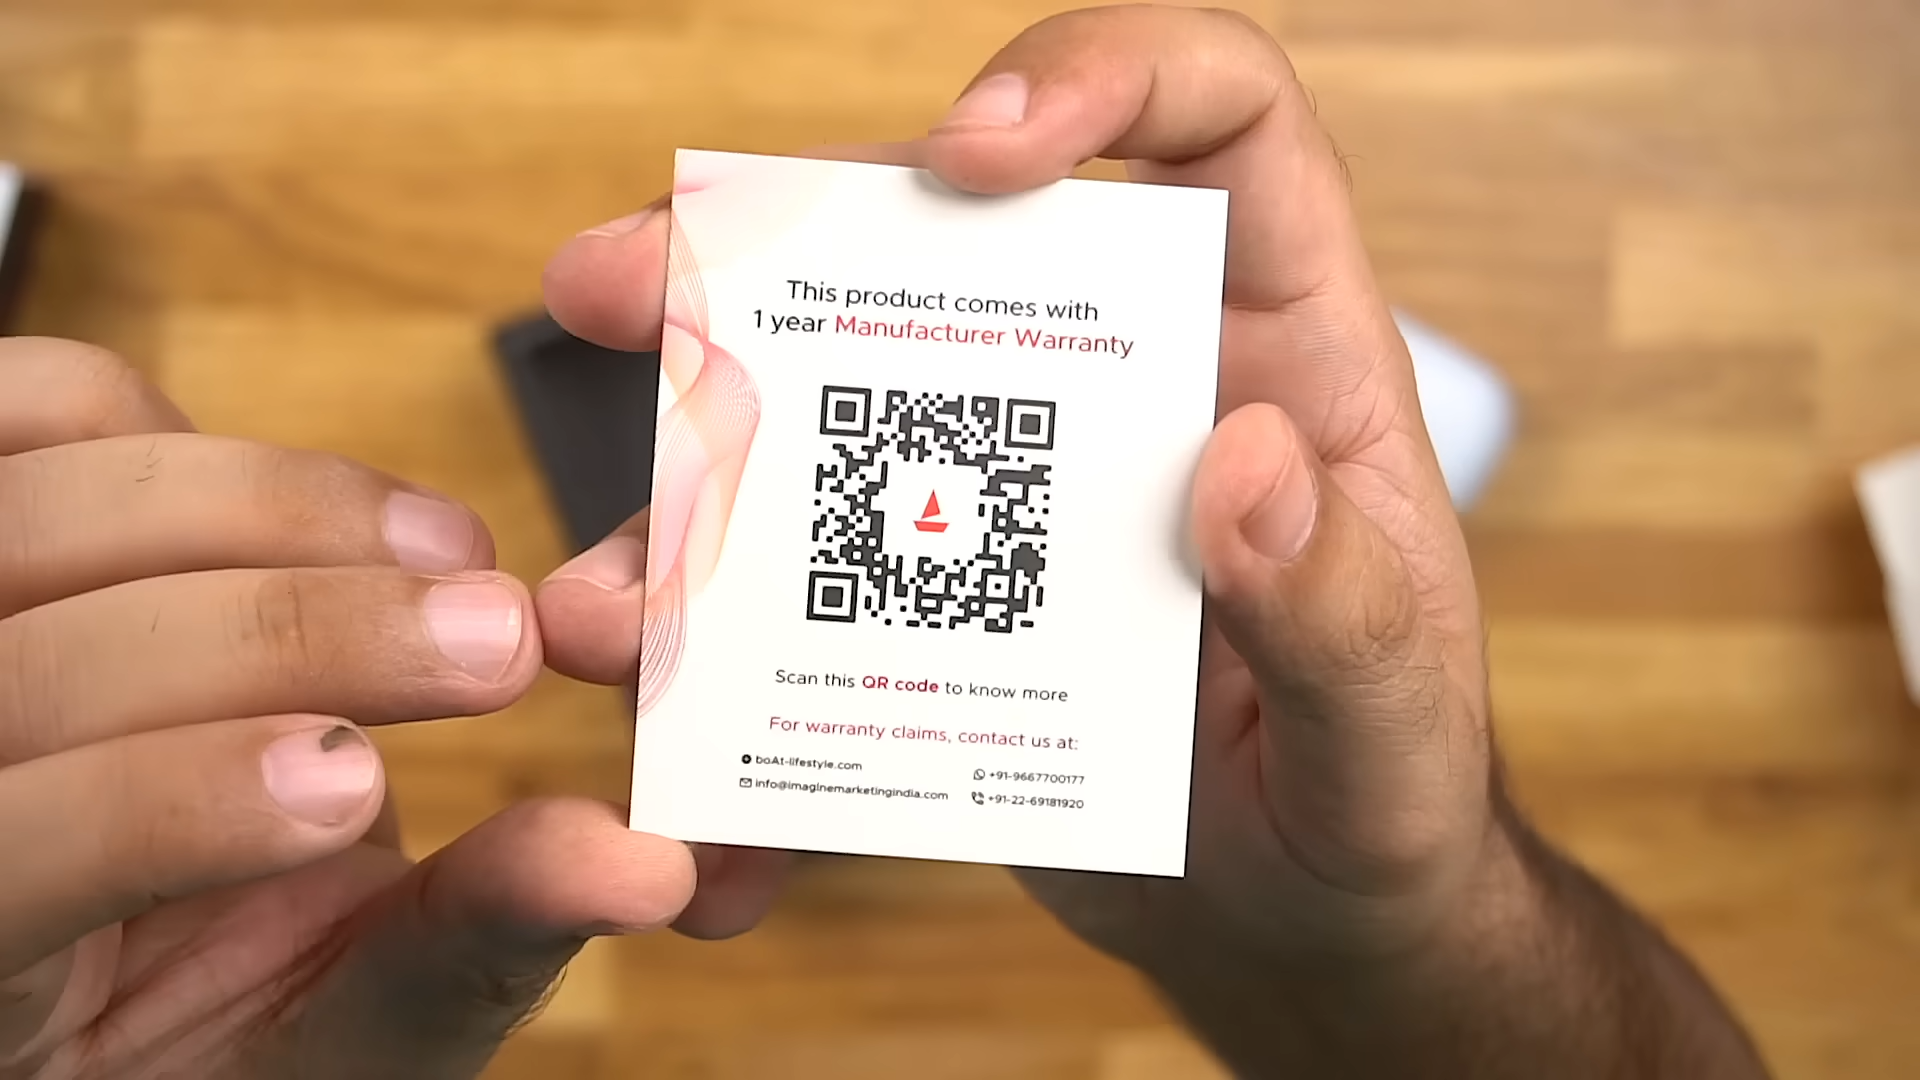 This product comes with
1 year Manufacturer Warranty
Scan this QR code to know more
For warranty claims, contact us at:
boAt-lifestyle.com
+91-9667700177
info@imaginemarketingindia.com
+91-22-69181920